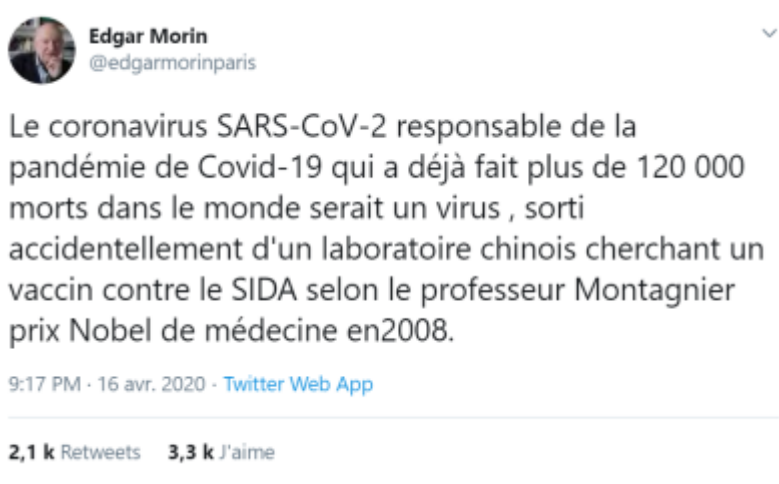 Edgar Morin
@edgarmorinparis
Le coronavirus SARS-CoV-2 responsable de la
pandémie de Covid-19 qui a déjà fait plus de 120 000
morts dans le monde serait un virus , sorti
accidentellement d'un laboratoire chinois cherchant un
vaccin contre le SIDA selon le professeur Montagnier
prix Nobel de médecine en2008.
9:17 PM · 16 avr. 2020 · Twitter Web App
2,1 k Retweets 3,3 k J'aime